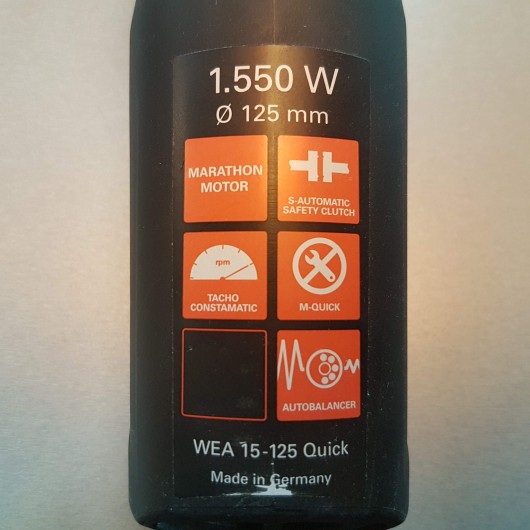 1.550 W
Ø 125 mm
MARATHON
MOTOR
S-AUTOMATIC
SAFETY CLUTCH
rpm
TACHO
CONSTAMATIC
M-QUICK
AUTOBALANCER
WEA 15-125 Quick
Made in Germany